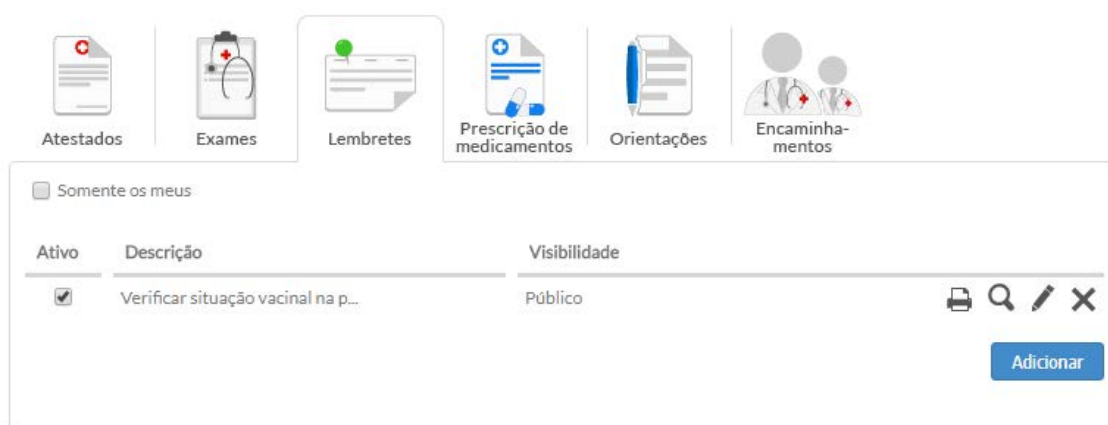 Atestados
Exames
Lembretes
Prescrição de
medicamentos
Orientações
Encaminha-
mentos
Somente os meus
Ativo Descrição Visibilidade
Verificar situação vacinal na p... Público
Adicionar